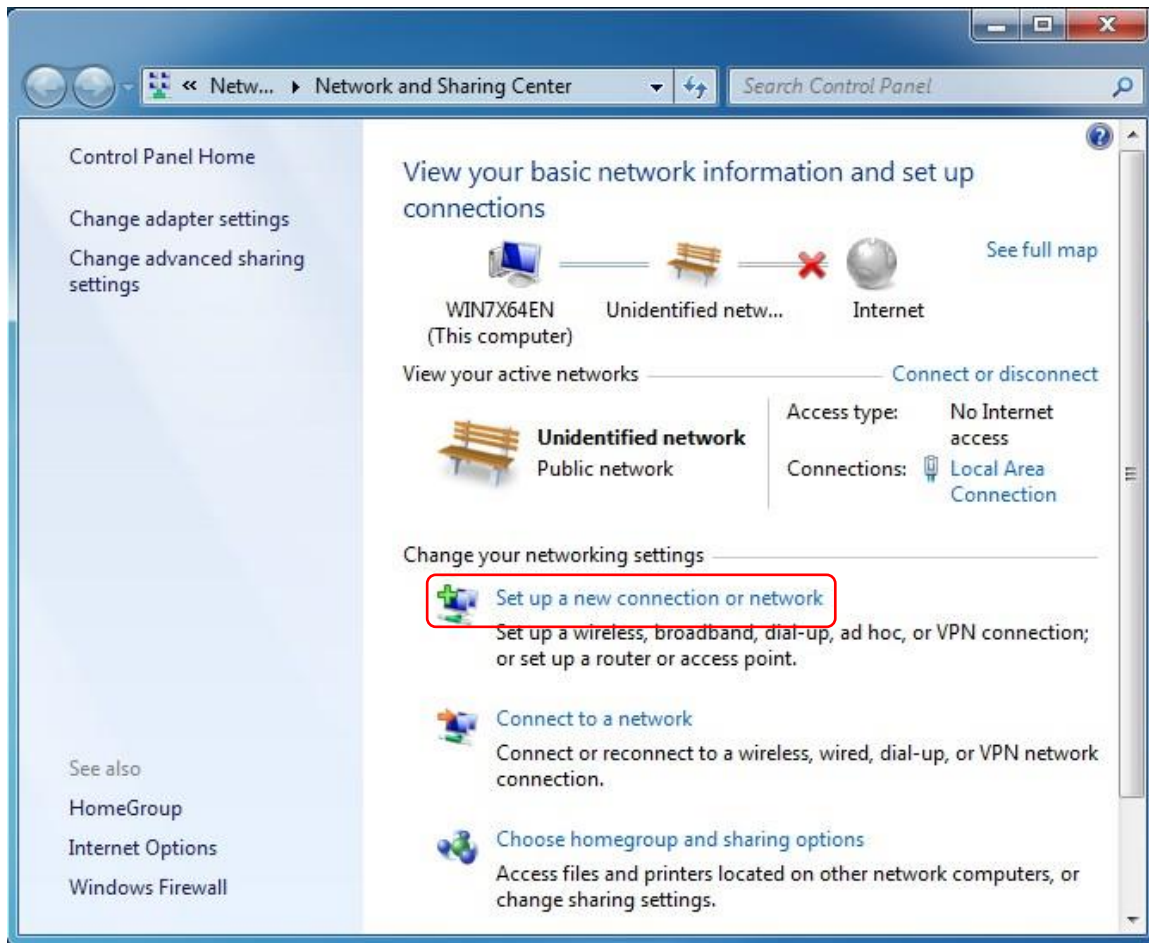 « Netw... ▸ Network and Sharing Center
Search Control Panel
Control Panel Home
Change adapter settings
Change advanced sharing
settings
See also
HomeGroup
Internet Options
Windows Firewall
View your basic network information and set up
connections
See full map
WIN7X64EN
(This computer)
Unidentified netw...
Internet
View your active networks
Connect or disconnect
Unidentified network
Public network
Access type:
No Internet
access
Connections:
Local Area
Connection
Change your networking settings
Set up a new connection or network
Set up a wireless, broadband, dial-up, ad hoc, or VPN connection;
or set up a router or access point.
Connect to a network
Connect or reconnect to a wireless, wired, dial-up, or VPN network
connection.
Choose homegroup and sharing options
Access files and printers located on other network computers, or
change sharing settings.